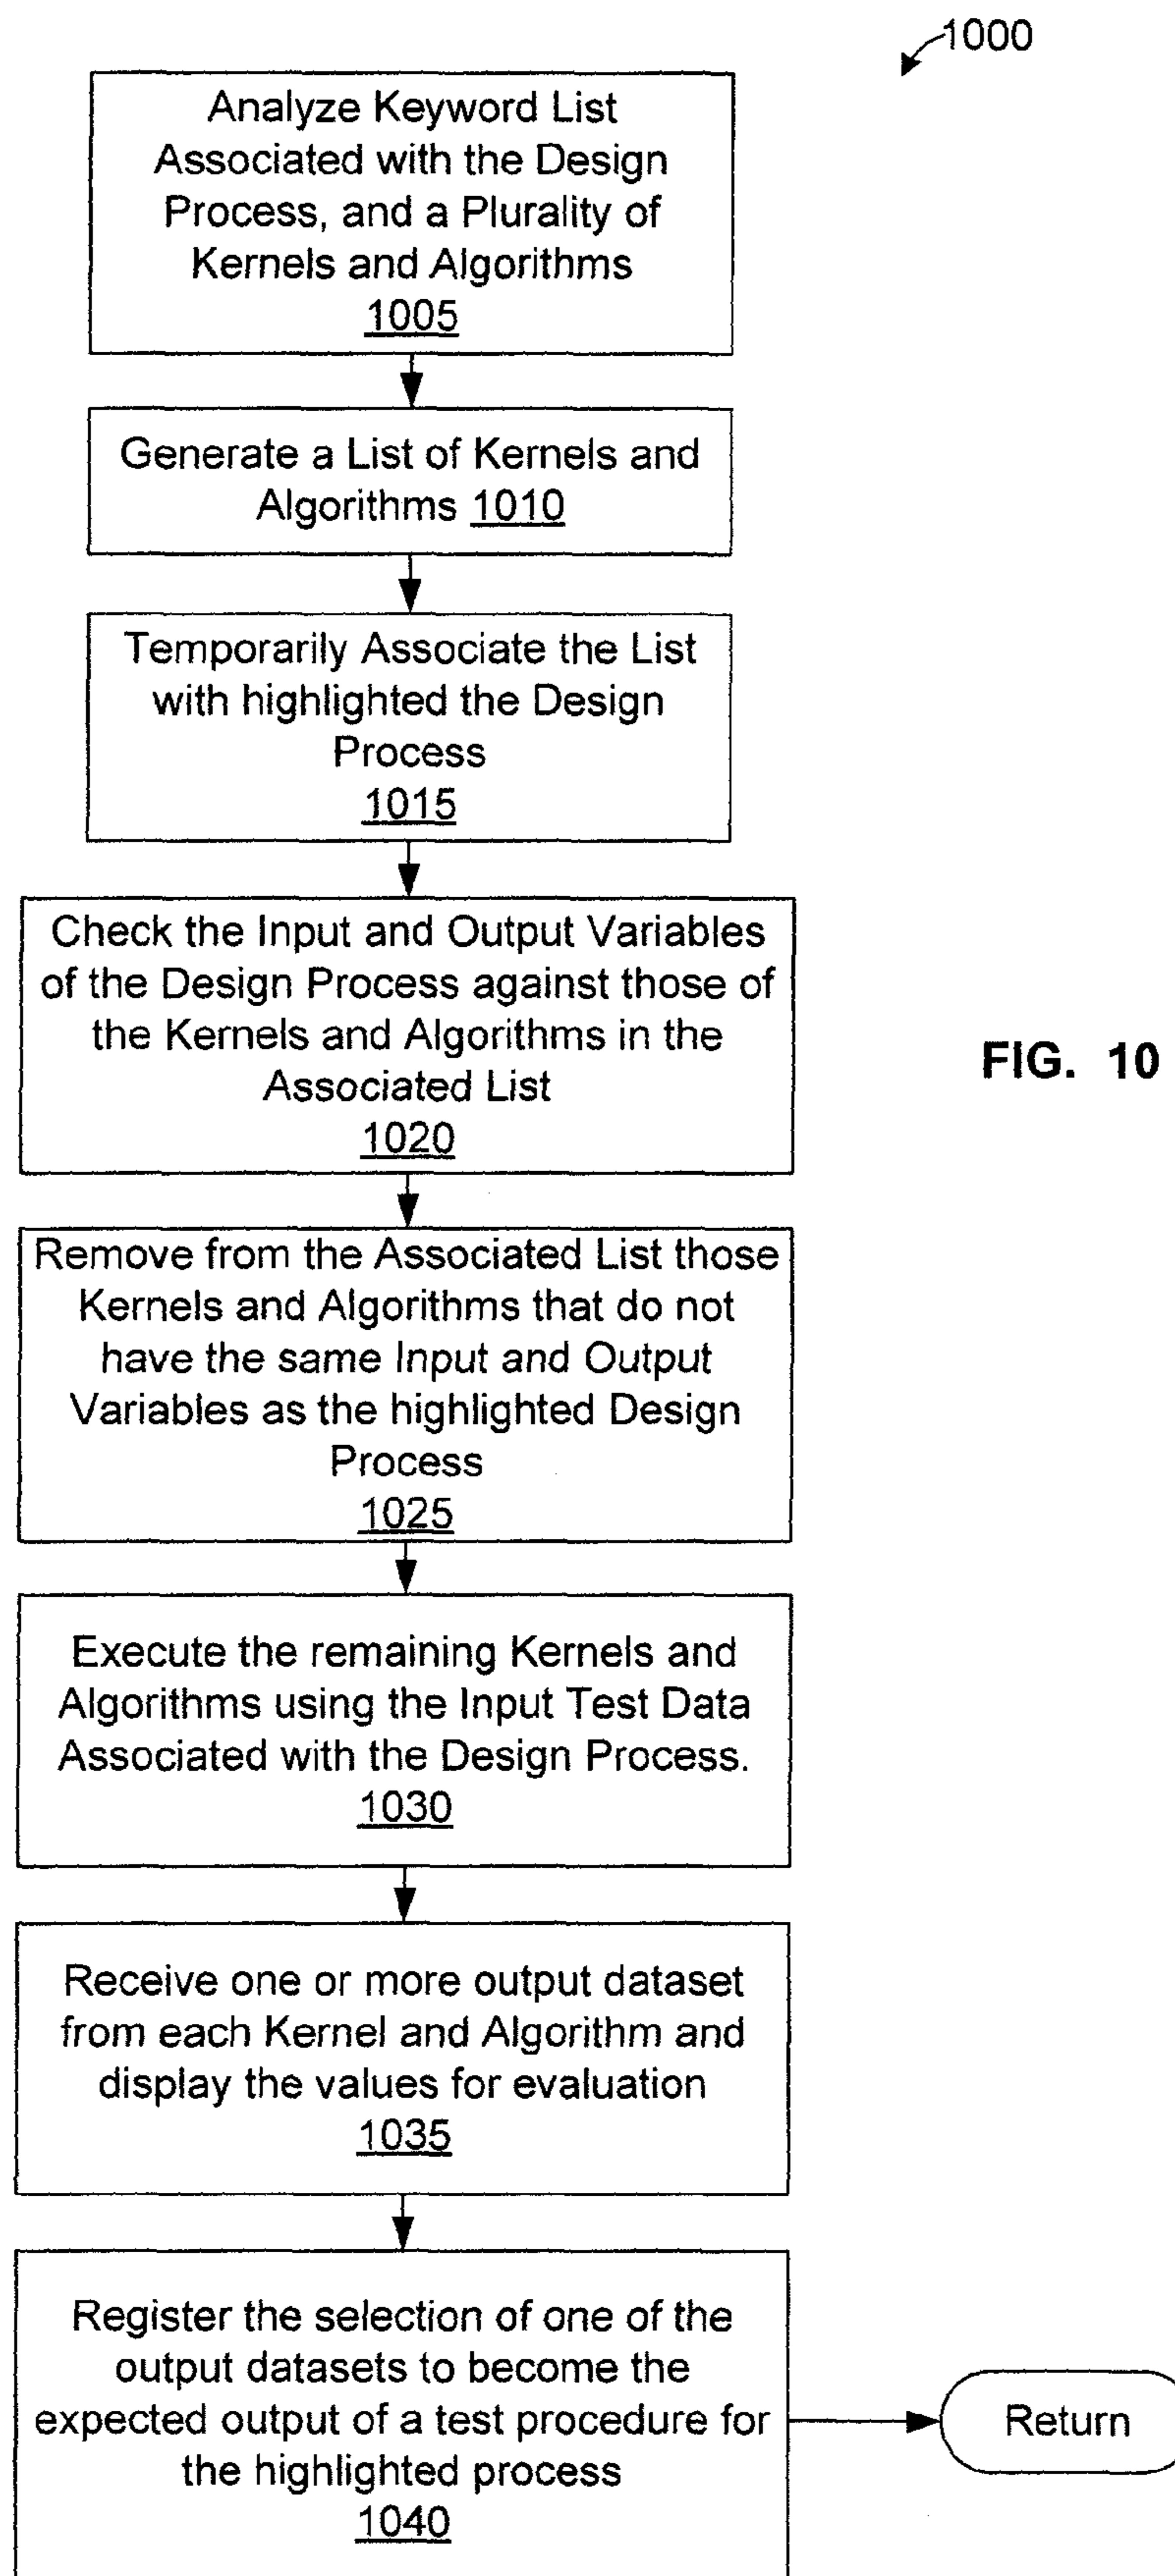 1000
Analyze Keyword List
Associated with the Design
Process, and a Plurality of
Kernels and Algorithms
1005
Generate a List of Kernels and
Algorithms 1010
Temporarily Associate the List
with highlighted the Design
Process
1015
Check the Input and Output Variables
of the Design Process against those of
the Kernels and Algorithms in the
Associated List
1020
FIG. 10
Remove from the Associated List those
Kernels and Algorithms that do not
have the same Input and Output
Variables as the highlighted Design
Process
1025
Execute the remaining Kernels and
Algorithms using the Input Test Data
Associated with the Design Process.
1030
Receive one or more output dataset
from each Kernel and Algorithm and
display the values for evaluation
1035
Register the selection of one of the
output datasets to become the
expected output of a test procedure for
the highlighted process
1040
Return